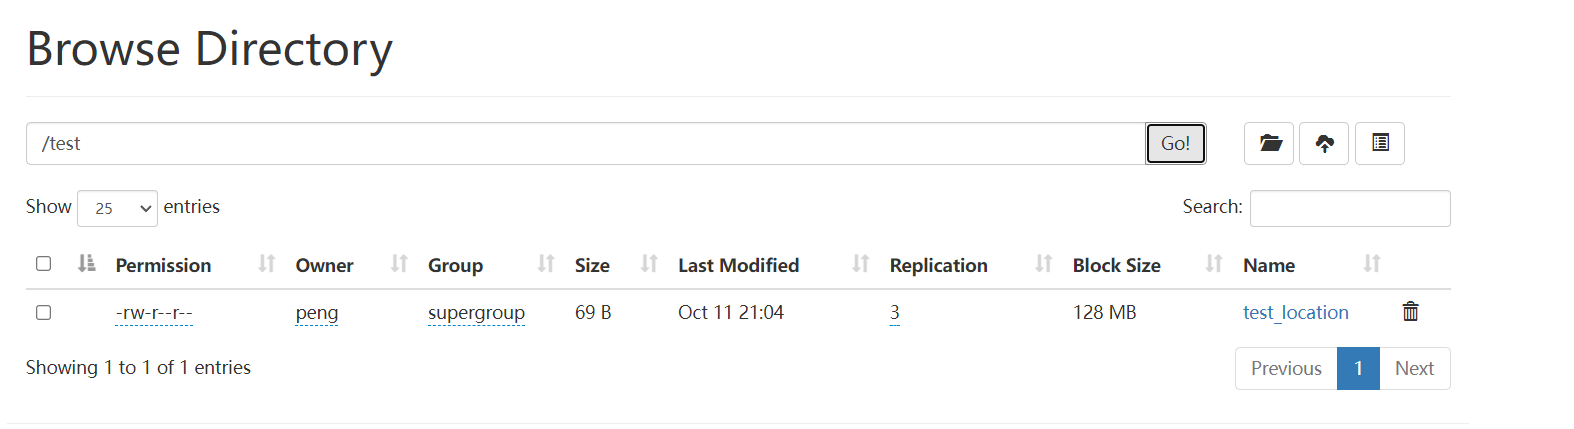 Browse Directory
/test Go!
Show 25 entries Search:
Permission Owner Group Size Last Modified Replication Block Size Name
-rw-r--r-- peng supergroup 69 B Oct 11 21:04 3 128 MB test_location
Showing 1 to 1 of 1 entries Previous 1 Next